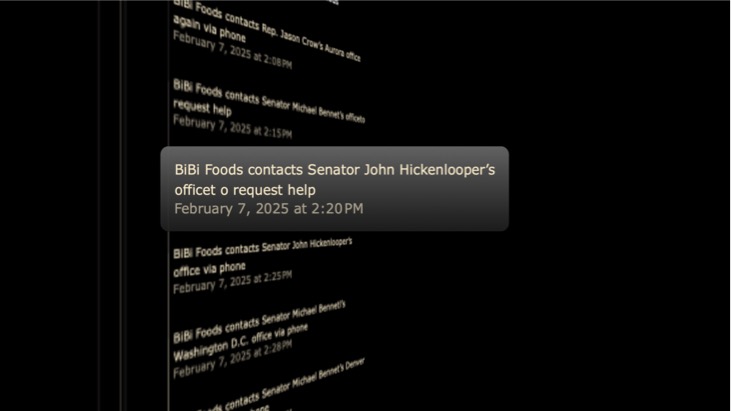 BiBi Foods contacts Rep. Jason Crow's Aurora office
again via phone
February 7, 2025 at 2:08PM
BiBi Foods contacts Senator Michael Bennet's officeto
request help
February 7, 2025 at 2:15PM
BiBi Foods contacts Senator John Hickenlooper’s
officet o request help
February 7, 2025 at 2:20PM
BiBi Foods contacts Senator John Hickenlooper's
office via phone
February 7, 2025 at 2:25PM
BiBi Foods contacts Senator Michael Bennet's
Washington D.C. office via phone
February 7, 2025 at 2:28PM
Foods contacts Senator Michael Bennet's Denver